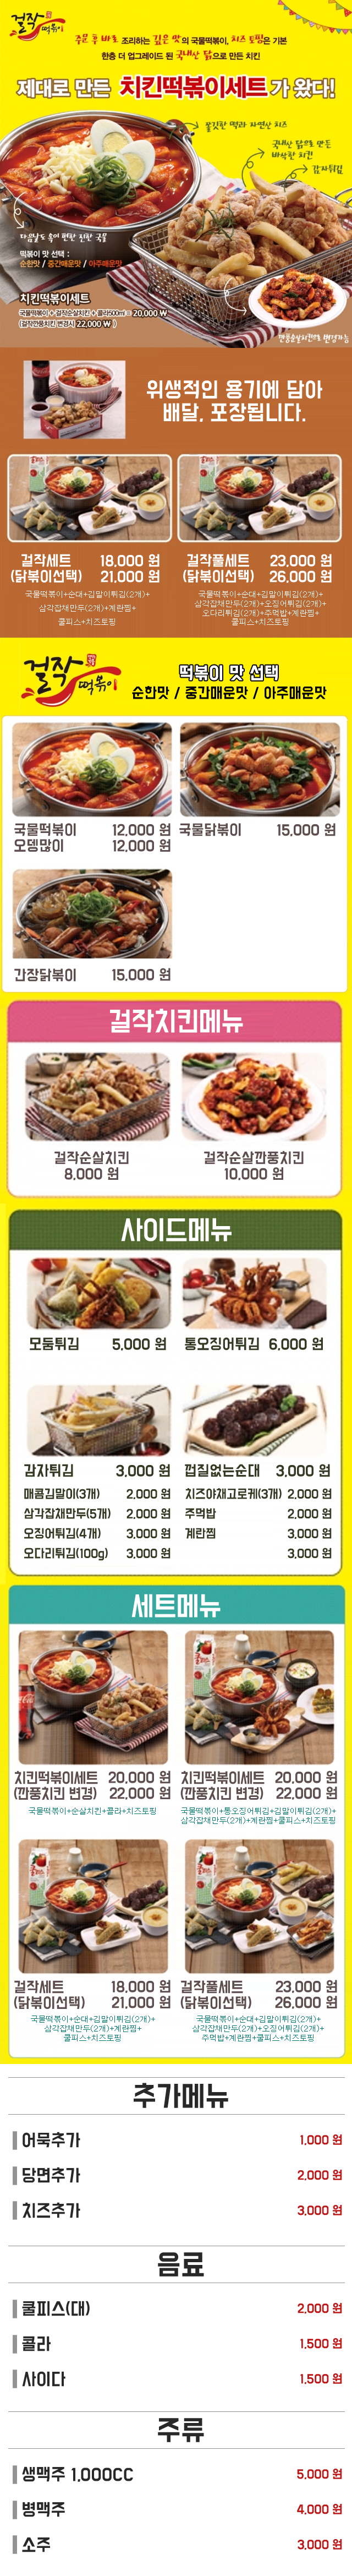 걸작떡볶이
주문 후 바로 조리하는 깊은 맛의 국물떡볶이, 치즈 토핑은 기본
한층 더 업그레이드 된 국내산 닭으로 만든 치킨
제대로 만든 치킨떡볶이세트가 왔다!
쫄깃한 떡과 자연산 치즈
국내산 닭으로 만든
바삭한 치킨
감자튀김
다음날도 속이 편한 진한 국물
떡볶이 맛 선택 :
순한맛 / 중간매운맛 / 아주매운맛
치킨떡볶이세트
국물떡볶이 + 걸작순살치킨 + 콜라500ml = 20,000 ₩
(걸작깐풍치킨 변경시 22,000 ₩ )
깐풍순살치킨으로 변경가능
위생적인 용기에 담아
배달, 포장됩니다.
걸작세트 18,000 원
(닭볶이선택) 21,000 원
국물떡볶이+순대+김말이튀김(2개)+
삼각잡채만두(2개)+계란찜+
쿨피스+치즈토핑
걸작풀세트 23,000 원
(닭볶이선택) 26,000 원
국물떡볶이+순대+김말이튀김(2개)+
삼각잡채만두(2개)+오징어튀김(2개)+
오다리튀김(2개)+주먹밥+계란찜+
쿨피스+치즈토핑
걸작떡볶이
떡볶이 맛 선택
순한맛 / 중간매운맛 / 아주매운맛
국물떡볶이 12,000 원
오뎅많이 12,000 원
국물닭볶이 15,000 원
간장닭볶이 15,000 원
걸작치킨메뉴
걸작순살치킨
8,000 원
걸작순살깐풍치킨
10,000 원
사이드메뉴
모둠튀김 5,000 원
통오징어튀김 6,000 원
감자튀김 3,000 원
껍질없는순대 3,000 원
매콤김말이(3개) 2,000 원
치즈야채고로케(3개) 2,000 원
삼각잡채만두(5개) 2,000 원
주먹밥 2,000 원
오징어튀김(4개) 3,000 원
계란찜 3,000 원
오다리튀김(100g) 3,000 원
3,000 원
세트메뉴
치킨떡볶이세트 20,000 원
(깐풍치킨 변경) 22,000 원
국물떡볶이+순살치킨+콜라+치즈토핑
치킨떡볶이세트 20,000 원
(깐풍치킨 변경) 22,000 원
국물떡볶이+통오징어튀김+김말이튀김(2개)+
삼각잡채만두(2개)+계란찜+쿨피스+치즈토핑
걸작세트 18,000 원
(닭볶이선택) 21,000 원
국물떡볶이+순대+김말이튀김(2개)+
삼각잡채만두(2개)+계란찜+
쿨피스+치즈토핑
걸작풀세트 23,000 원
(닭볶이선택) 26,000 원
국물떡볶이+순대+김말이튀김(2개)+
삼각잡채만두(2개)+오징어튀김(2개)+
주먹밥+계란찜+쿨피스+치즈토핑
추가메뉴
어묵추가 1,000 원
당면추가 2,000 원
치즈추가 3,000 원
음료
쿨피스(대) 2,000 원
콜라 1,500 원
사이다 1,500 원
주류
생맥주 1,000CC 5,000 원
병맥주 4,000 원
소주 3,000 원